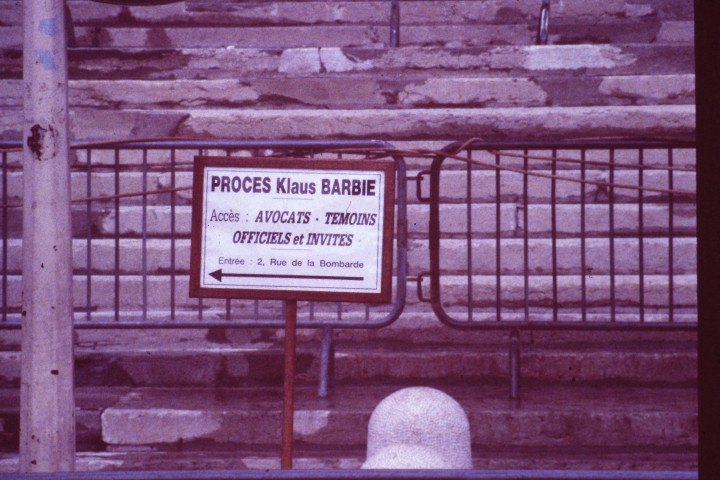 PROCES Klaus BARBIE
Accès : AVOCATS - TEMOINS
OFFICIELS et INVITES
Entrée : 2, Rue de la Bombarde